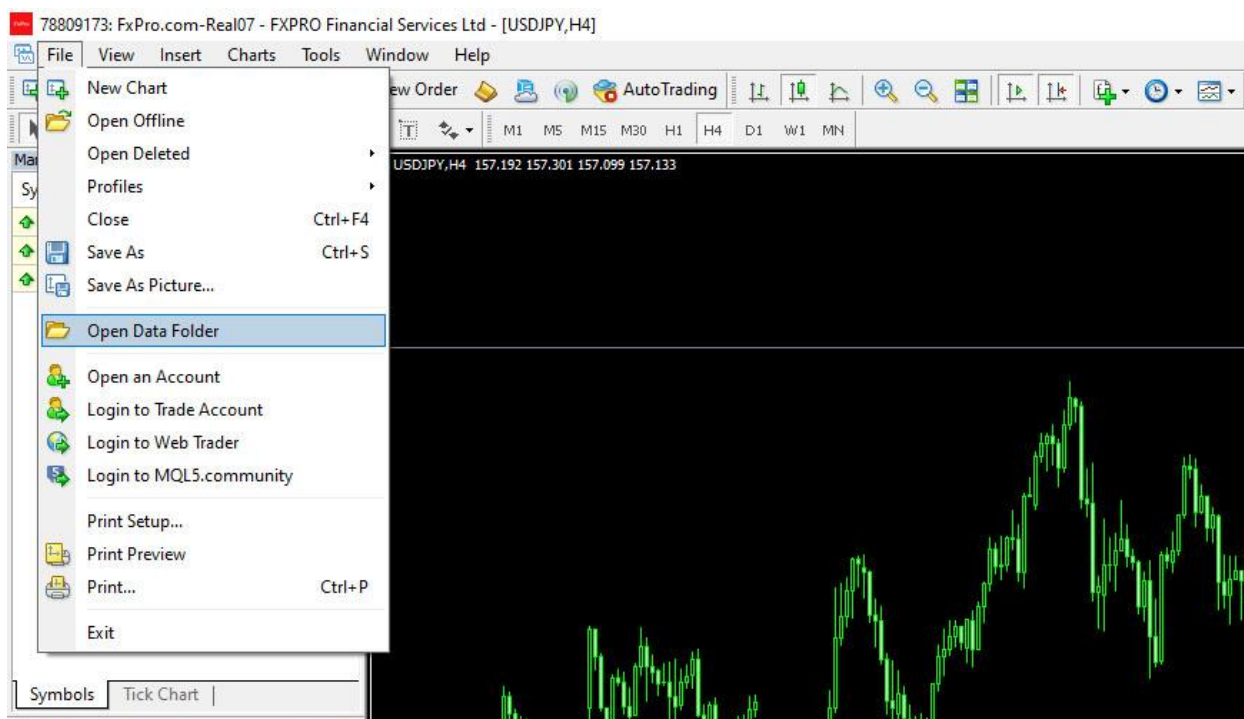 78809173: FxPro.com-Real07 - FXPRO Financial Services Ltd - [USDJPY,H4]
File View Insert Charts Tools Window Help
ew Order AutoTrading
T M1 M5 M15 M30 H1 H4 D1 W1 MN
Mar
Sy
USDJPY,H4 157.192 157.301 157.099 157.133
New Chart
Open Offline
Open Deleted
Profiles
Close Ctrl+F4
Save As Ctrl+S
Save As Picture...
Open Data Folder
Open an Account
Login to Trade Account
Login to Web Trader
Login to MQL5.community
Print Setup...
Print Preview
Print... Ctrl+P
Exit
Symbols Tick Chart